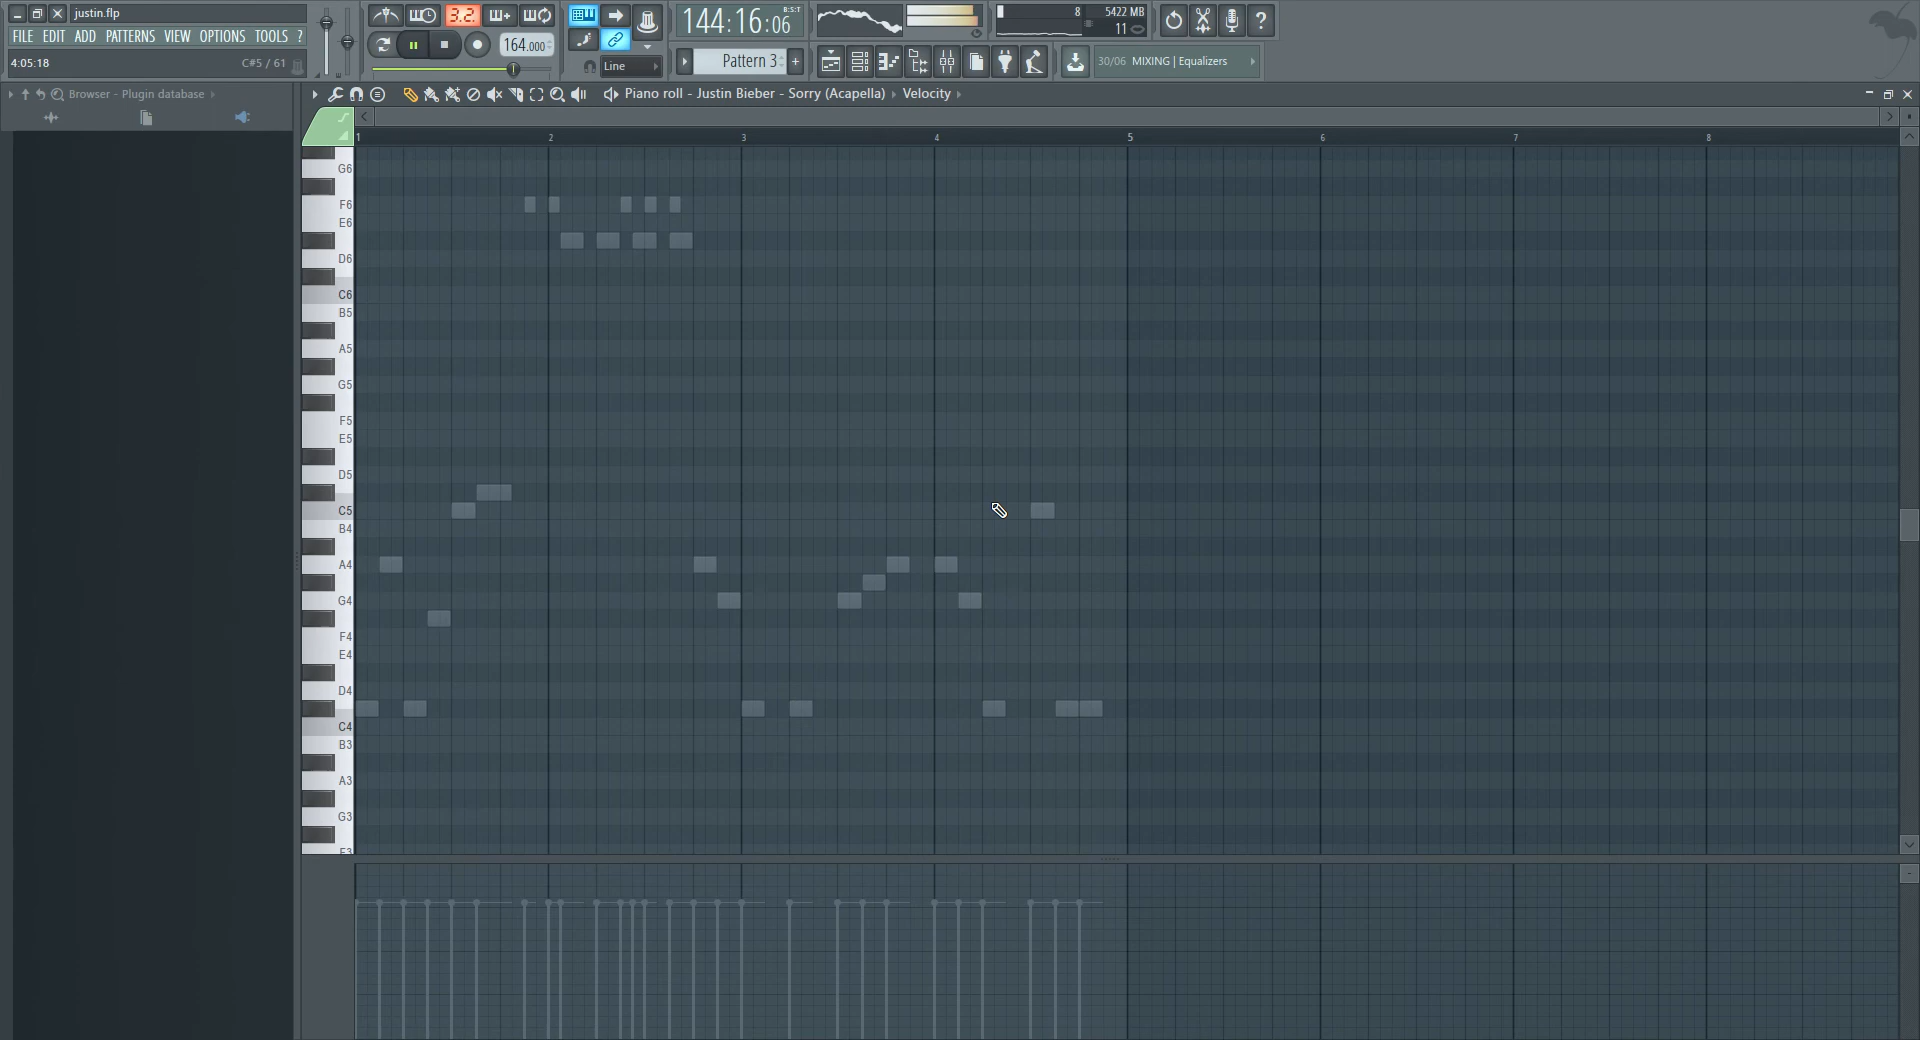 justin.flp
FILE EDIT ADD PATTERNS VIEW OPTIONS TOOLS ?
4:05:18 C#5 / 61
3.2.
164.000
Line
144:16:06 B:S:T
Pattern 3 +
8 5422 MB
11
?
30/06 MIXING | Equalizers
Browser - Plugin database
Piano roll - Justin Bieber - Sorry (Acapella) Velocity
1 2 3 4 5 6 7 8
G6
F6
E6
D6
C6
B5
A5
G5
F5
E5
D5
C5
B4
A4
G4
F4
E4
D4
C4
B3
A3
G3
F3